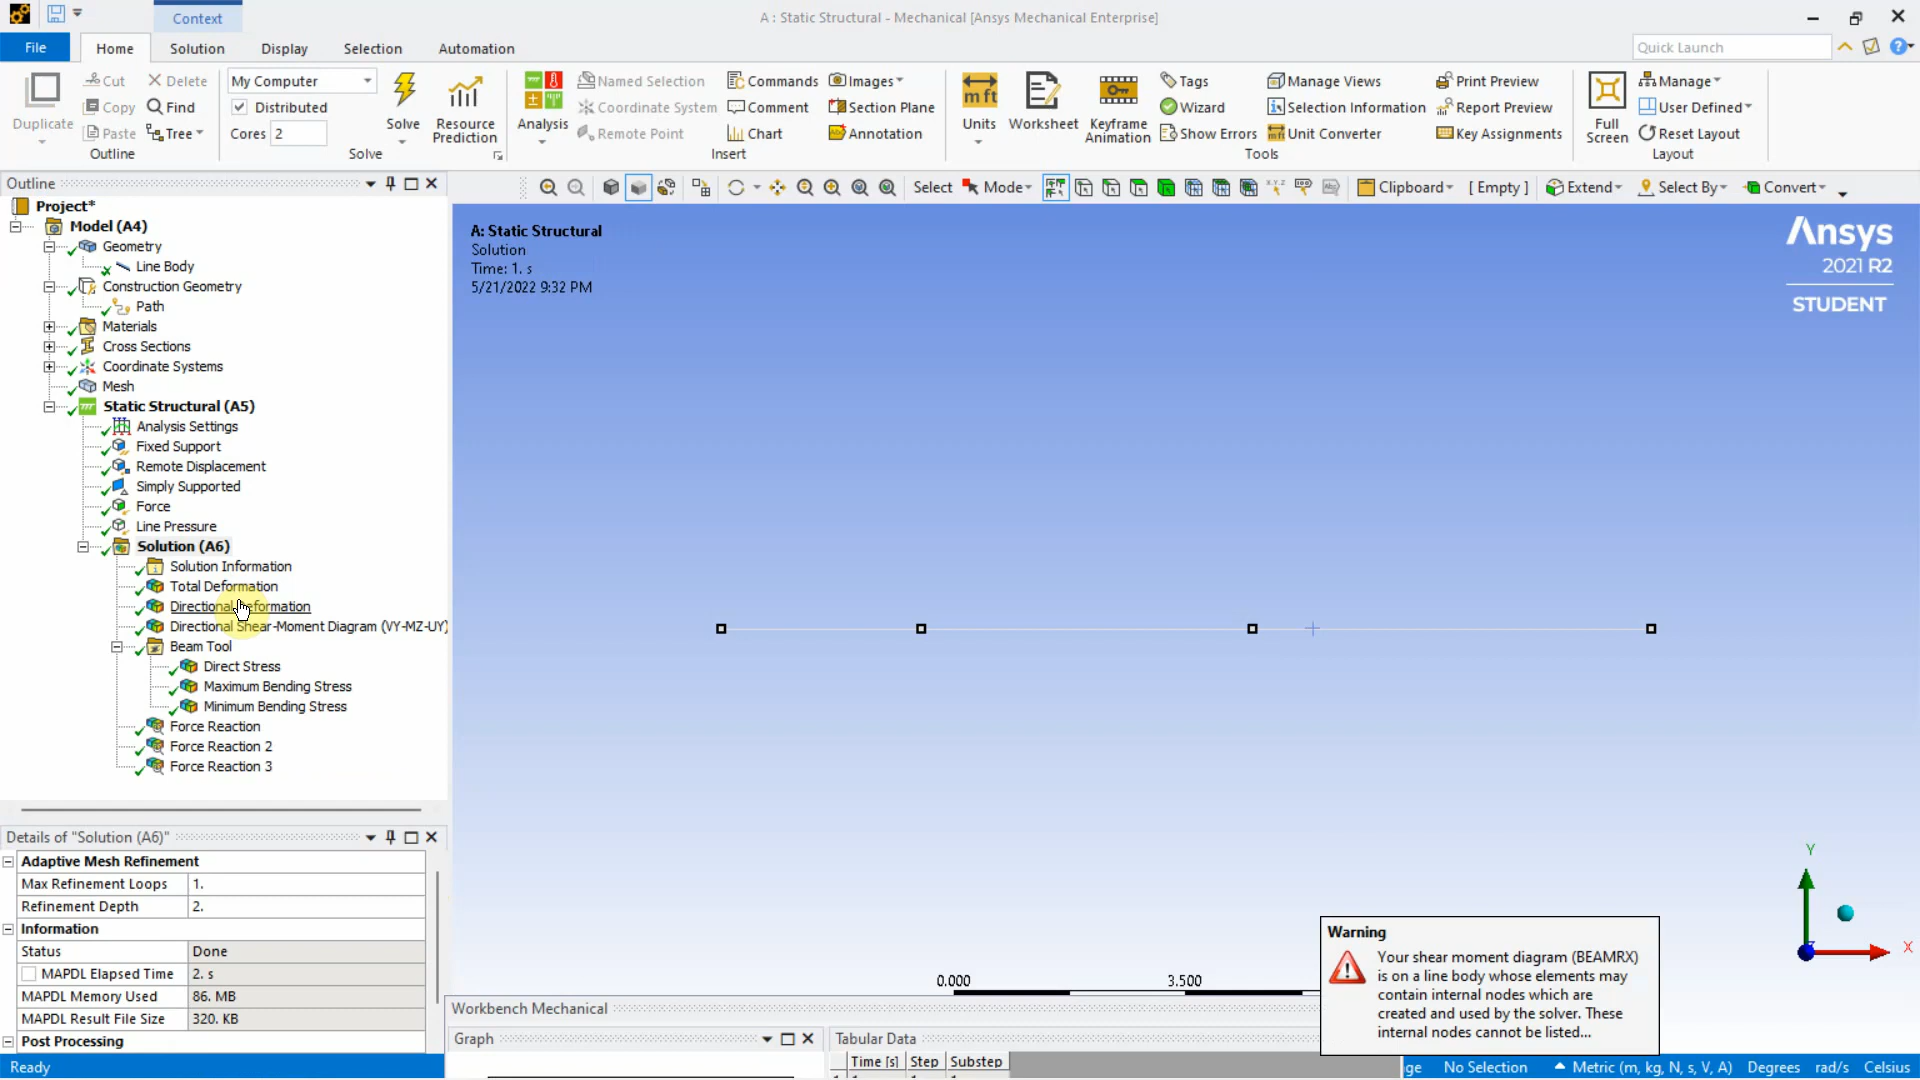 Context
A : Static Structural - Mechanical [Ansys Mechanical Enterprise]
File
Home
Solution
Display
Selection
Automation
Quick Launch
Duplicate
Cut
Copy
Paste
Delete
Find
Tree
Outline
My Computer
Distributed
Cores 2
Solve
Resource Prediction
Solve
Analysis
Named Selection
Coordinate System
Remote Point
Commands
Comment
Chart
Images
Section Plane
Annotation
Insert
Units
Worksheet
Keyframe Animation
Tags
Wizard
Show Errors
Manage Views
Selection Information
Unit Converter
Print Preview
Report Preview
Key Assignments
Tools
Full Screen
Manage
User Defined
Reset Layout
Layout
Outline
Select
Mode
Clipboard
[ Empty ]
Extend
Select By
Convert
Project*
Model (A4)
Geometry
Line Body
Construction Geometry
Path
Materials
Cross Sections
Coordinate Systems
Mesh
Static Structural (A5)
Analysis Settings
Fixed Support
Remote Displacement
Simply Supported
Force
Line Pressure
Solution (A6)
Solution Information
Total Deformation
Directional Deformation
Directional Shear-Moment Diagram (VY-MZ-UY)
Beam Tool
Direct Stress
Maximum Bending Stress
Minimum Bending Stress
Force Reaction
Force Reaction 2
Force Reaction 3
A: Static Structural
Solution
Time: 1. s
5/21/2022 9:32 PM
Ansys
2021 R2
STUDENT
Y
X
0.000
3.500
Details of "Solution (A6)"
Adaptive Mesh Refinement
Max Refinement Loops 1.
Refinement Depth 2.
Information
Status Done
MAPDL Elapsed Time 2. s
MAPDL Memory Used 86. MB
MAPDL Result File Size 320. KB
Post Processing
Workbench Mechanical
Graph
Tabular Data
Time [s] Step Substep
Warning
Your shear moment diagram (BEAMRX)
is on a line body whose elements may
contain internal nodes which are
created and used by the solver. These
internal nodes cannot be listed...
Ready
ge
No Selection
Metric (m, kg, N, s, V, A)
Degrees
rad/s
Celsius